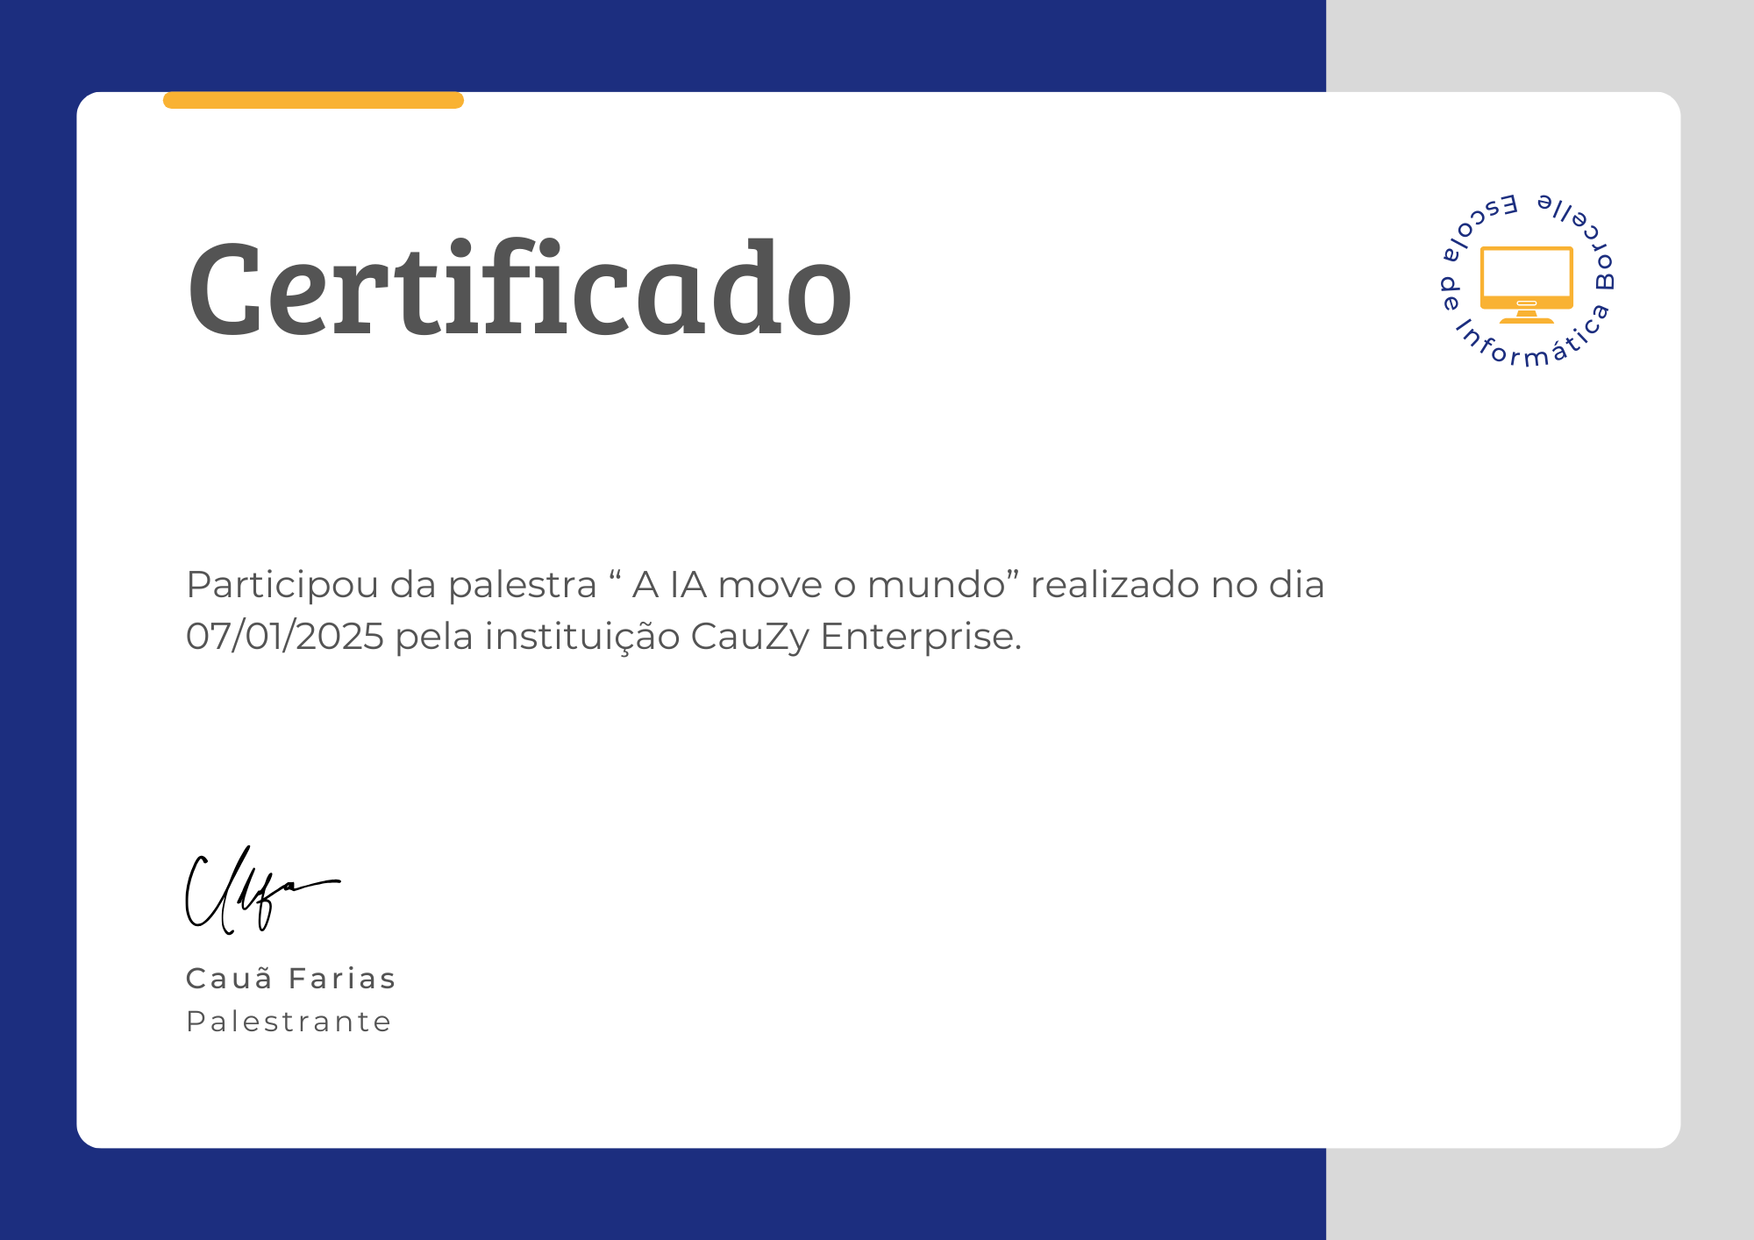 Escola de Informática Borcelle
Certificado
Participou da palestra “ A IA move o mundo” realizado no dia
07/01/2025 pela instituição CauZy Enterprise.
Cauã Farias
Palestrante